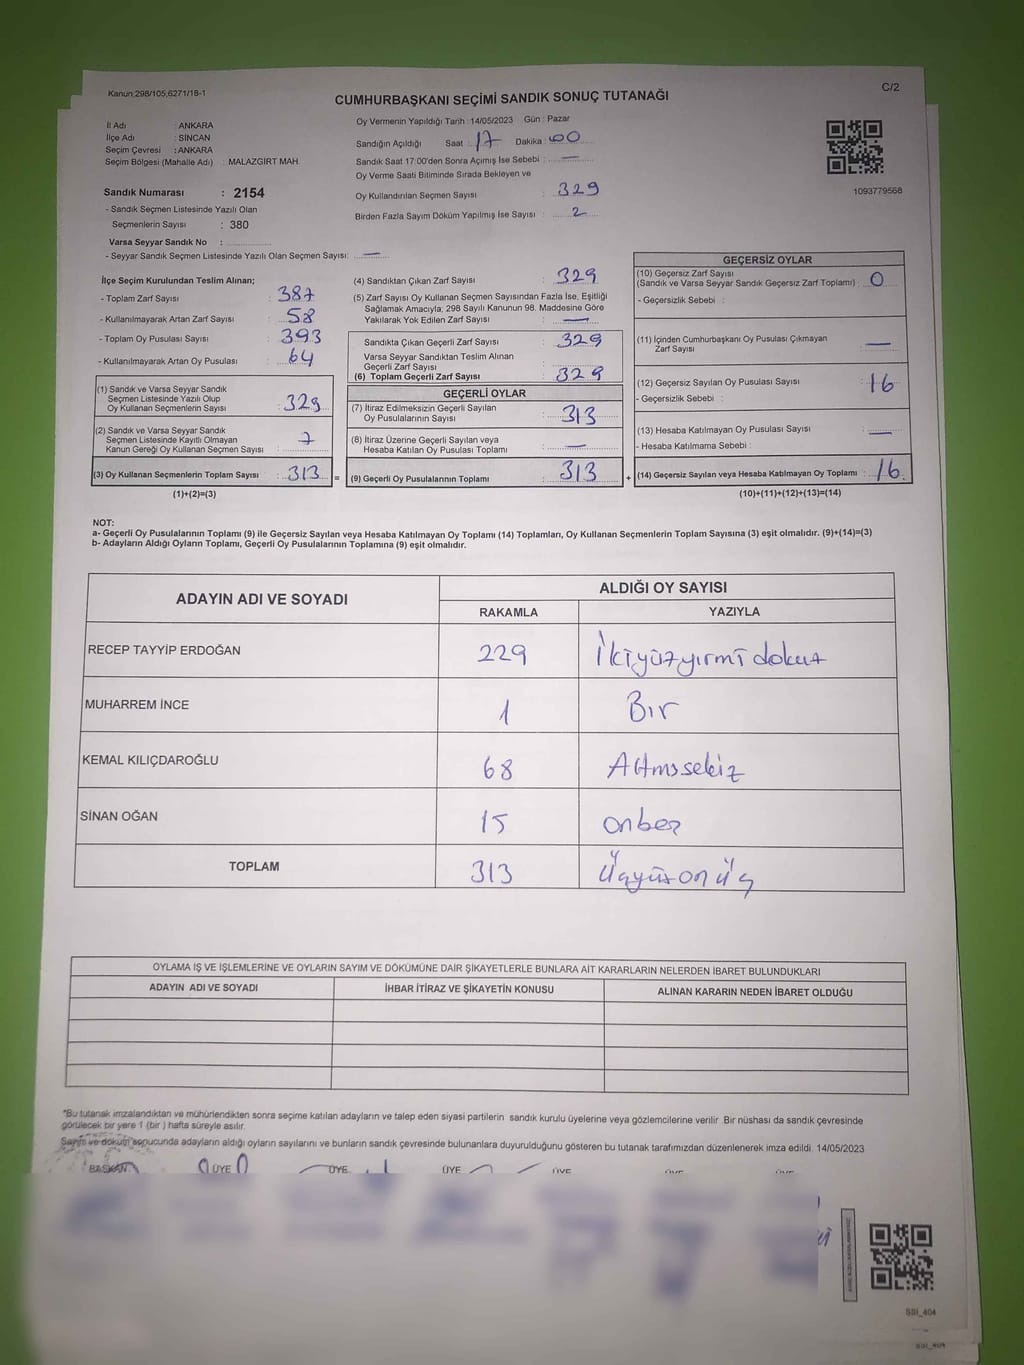 Kanun:298/105,6271/18-1
C/2
CUMHURBAŞKANI SEÇİMİ SANDIK SONUÇ TUTANAĞI
İl Adı : ANKARA
İlçe Adı : SİNCAN
Seçim Çevresi : ANKARA
Seçim Bölgesi (Mahalle Adı) : MALAZGİRT MAH.
Sandık Numarası : 2154
- Sandık Seçmen Listesinde Yazılı Olan
Seçmenlerin Sayısı : 380
Varsa Seyyar Sandık No :
- Seyyar Sandık Seçmen Listesinde Yazılı Olan Seçmen Sayısı: —
Oy Vermenin Yapıldığı Tarih :14/05/2023 Gün : Pazar
Sandığın Açıldığı Saat : 17 Dakika : 00
Sandık Saat 17:00'den Sonra Açımış İse Sebebi : —
Oy Verme Saati Bitiminde Sırada Bekleyen ve
Oy Kullandırılan Seçmen Sayısı : 329
Birden Fazla Sayım Döküm Yapılmış İse Sayısı : 2
1093779568
İlçe Seçim Kurulundan Teslim Alınan;
- Toplam Zarf Sayısı : 387
- Kullanılmayarak Artan Zarf Sayısı : 58
- Toplam Oy Pusulası Sayısı : 393
- Kullanılmayarak Artan Oy Pusulası : 64
(1) Sandık ve Varsa Seyyar Sandık
Seçmen Listesinde Yazılı Olup
Oy Kullanan Seçmenlerin Sayısı : 329
(2) Sandık ve Varsa Seyyar Sandık
Seçmen Listesinde Kayıtlı Olmayan
Kanun Gereği Oy Kullanan Seçmen Sayısı : 7
(3) Oy Kullanan Seçmenlerin Toplam Sayısı : 313
(1)+(2)=(3)
(4) Sandıktan Çıkan Zarf Sayısı : 329
(5) Zarf Sayısı Oy Kullanan Seçmen Sayısından Fazla İse, Eşitliği
Sağlamak Amacıyla; 298 Sayılı Kanunun 98. Maddesine Göre
Yakılarak Yok Edilen Zarf Sayısı : —
Sandıkta Çıkan Geçerli Zarf Sayısı : 329
Varsa Seyyar Sandıktan Teslim Alınan
Geçerli Zarf Sayısı
(6) Toplam Geçerli Zarf Sayısı : 329
GEÇERLİ OYLAR
(7) İtiraz Edilmeksizin Geçerli Sayılan
Oy Pusulalarının Sayısı : 313
(8) İtiraz Üzerine Geçerli Sayılan veya
Hesaba Katılan Oy Pusulası Toplamı : —
= (9) Geçerli Oy Pusulalarının Toplamı : 313 +
GEÇERSİZ OYLAR
(10) Geçersiz Zarf Sayısı
(Sandık ve Varsa Seyyar Sandık Geçersiz Zarf Toplamı) : 0
- Geçersizlik Sebebi :
(11) İçinden Cumhurbaşkanı Oy Pusulası Çıkmayan
Zarf Sayısı : —
(12) Geçersiz Sayılan Oy Pusulası Sayısı : 16
- Geçersizlik Sebebi :
(13) Hesaba Katılmayan Oy Pusulası Sayısı : —
- Hesaba Katılmama Sebebi :
(14) Geçersiz Sayılan veya Hesaba Katılmayan Oy Toplamı : 16
(10)+(11)+(12)+(13)=(14)
NOT:
a- Geçerli Oy Pusulalarının Toplamı (9) ile Geçersiz Sayılan veya Hesaba Katılmayan Oy Toplamı (14) Toplamları, Oy Kullanan Seçmenlerin Toplam Sayısına (3) eşit olmalıdır. (9)+(14)=(3)
b- Adayların Aldığı Oyların Toplamı, Geçerli Oy Pusulalarının Toplamına (9) eşit olmalıdır.
ADAYIN ADI VE SOYADI ALDIĞI OY SAYISI
RAKAMLA YAZIYLA
RECEP TAYYİP ERDOĞAN 229 İkiyüzyırmidokuz
MUHARREM İNCE 1 Bır
KEMAL KILIÇDAROĞLU 68 Altmıssekiz
SİNAN OĞAN 15 onbeş
TOPLAM 313 Üçyüzonüç
OYLAMA İŞ VE İŞLEMLERİNE VE OYLARIN SAYIM VE DÖKÜMÜNE DAİR ŞİKAYETLERLE BUNLARA AİT KARARLARIN NELERDEN İBARET BULUNDUKLARI
ADAYIN ADI VE SOYADI İHBAR İTİRAZ VE ŞİKAYETİN KONUSU ALINAN KARARIN NEDEN İBARET OLDUĞU
*Bu tutanak imzalandıktan ve mühürlendikten sonra seçime katılan adayların ve talep eden siyasi partilerin sandık kurulu üyelerine veya gözlemcilerine verilir. Bir nüshası da sandık çevresinde
görülecek bir yere 1 (bir) hafta süreyle asılır.
Sayım ve döküm sonucunda adayların aldığı oyların sayılarını ve bunların sandık çevresinde bulunanlara duyurulduğunu gösteren bu tutanak tarafımızdan düzenlenerek imza edildi. 14/05/2023
BAŞKAN ÜYE ÜYE ÜYE ÜYE
SSI_404
SSI_404